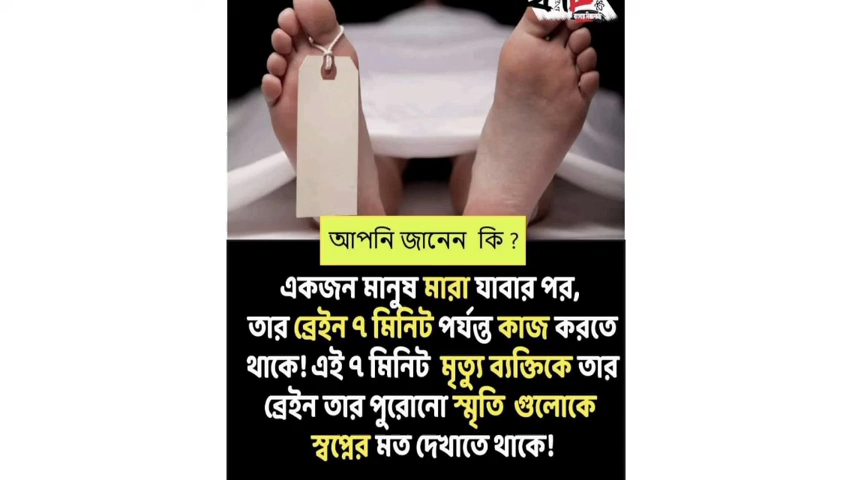 আপনি জানেন কি ?
একজন মানুষ মারা যাবার পর,
তার ব্রেইন ৭ মিনিট পর্যন্ত কাজ করতে
থাকে! এই ৭ মিনিট মৃত্যু ব্যক্তিকে তার
ব্রেইন তার পুরোনো স্মৃতি গুলোকে
স্বপ্নের মত দেখাতে থাকে!